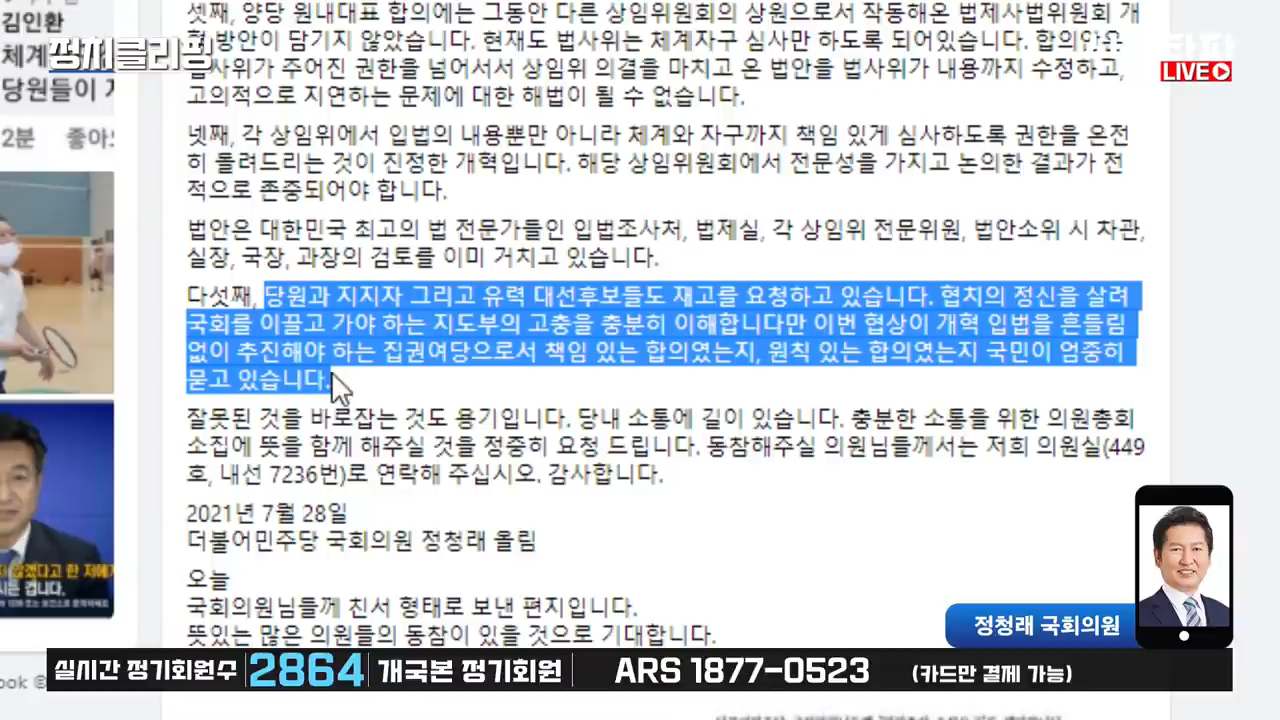 셋째, 양당 원내대표 합의에는 그동안 다른 상임위원회의 상원으로서 작동해온 법제사법위원회 개
방안이 담기지 않았습니다. 현재도 법사위는 체계자구 심사만 하도록 되어있습니다. 합의안은
법사위가 주어진 권한을 넘어서서 상임위 의결을 마치고 온 법안을 법사위가 내용까지 수정하고,
고의적으로 지연하는 문제에 대한 해법이 될 수 없습니다.
넷째, 각 상임위에서 입법의 내용뿐만 아니라 체계와 자구까지 책임 있게 심사하도록 권한을 온전
히 돌려드리는 것이 진정한 개혁입니다. 해당 상임위원회에서 전문성을 가지고 논의한 결과가 전
적으로 존중되어야 합니다.
법안은 대한민국 최고의 법 전문가들인 입법조사처, 법제실, 각 상임위 전문위원, 법안소위 시 차관,
실장, 국장, 과장의 검토를 이미 거치고 있습니다.
다섯째, 당원과 지지자 그리고 유력 대선후보들도 재고를 요청하고 있습니다. 협치의 정신을 살려
국회를 이끌고 가야 하는 지도부의 고충을 충분히 이해합니다만 이번 협상이 개혁 입법을 흔들림
없이 추진해야 하는 집권여당으로서 책임 있는 합의였는지, 원칙 있는 합의였는지 국민이 엄중히
묻고 있습니다.
잘못된 것을 바로잡는 것도 용기입니다. 당내 소통에 길이 있습니다. 충분한 소통을 위한 의원총회
소집에 뜻을 함께 해주실 것을 정중히 요청 드립니다. 동참해주실 의원님들께서는 저희 의원실(449
호, 내선 7236번)로 연락해 주십시오. 감사합니다.
2021년 7월 28일
더불어민주당 국회의원 정청래 올림
오늘
국회의원님들께 친서 형태로 보낸 편지입니다.
뜻있는 많은 의원들의 동참이 있을 것으로 기대합니다.
김인환
체계
당원들이
2분 좋아
정치클리핑
LIVE
정청래 국회의원
실시간 정기회원수 2864 개국본 정기회원 ARS 1877-0523 (카드만 결제 가능)